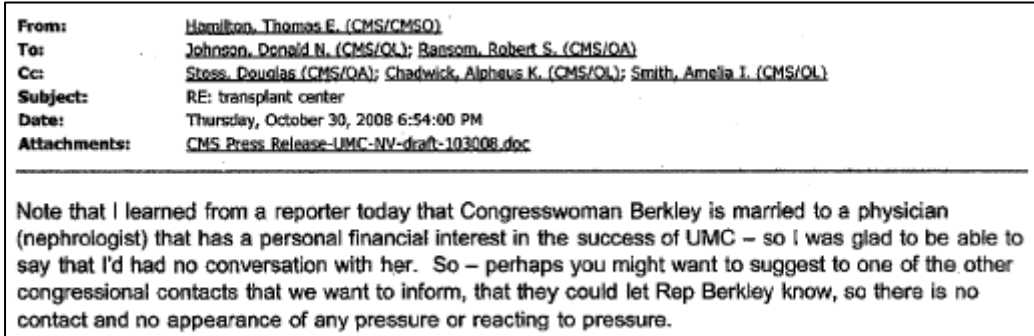 From: Hamilton, Thomas E. (CMS/CMSO)
To: Johnson, Donald N. (CMS/OL); Ransom, Robert S. (CMS/OA)
Cc: Stoss, Douglas (CMS/OA); Chadwick, Alpheus K. (CMS/OL); Smith, Amelia I. (CMS/OL)
Subject: RE: transplant center
Date: Thursday, October 30, 2008 6:54:00 PM
Attachments: CMS Press Release-UMC-NV-draft-103008.doc
Note that I learned from a reporter today that Congresswoman Berkley is married to a physician
(nephrologist) that has a personal financial interest in the success of UMC – so I was glad to be able to
say that I'd had no conversation with her. So – perhaps you might want to suggest to one of the other
congressional contacts that we want to inform, that they could let Rep Berkley know, so there is no
contact and no appearance of any pressure or reacting to pressure.